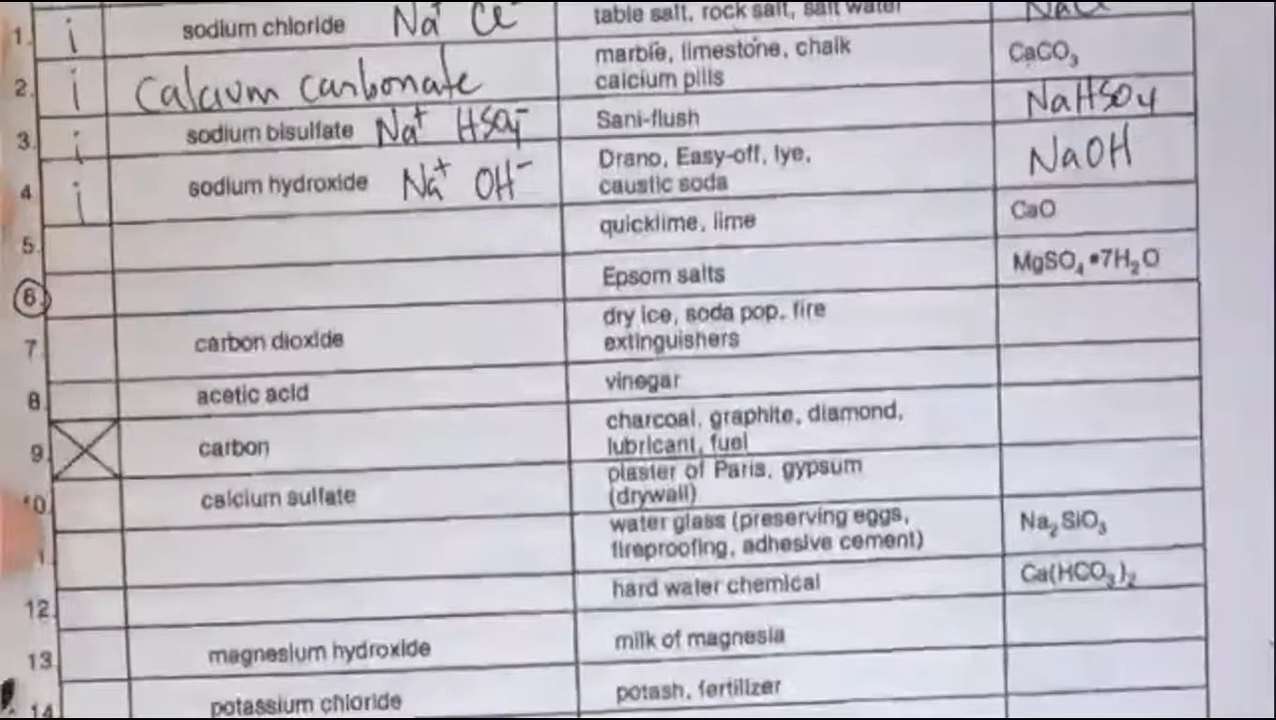 1. i sodium chloride Na⁺ Cl⁻ table salt, rock salt, salt water NaCl
2. i Calcium carbonate marble, limestone, chalk CaCO₃
calcium pills
3. i sodium bisulfate Na⁺ HSO₄⁻ Sani-flush NaHSO₄
4 i sodium hydroxide Na⁺ OH⁻ Drano, Easy-off, lye, NaOH
caustic soda
5. quicklime, lime CaO
6. Epsom salts MgSO₄•7H₂O
7. carbon dioxide dry ice, soda pop, fire
extinguishers
8. acetic acid vinegar
9. carbon charcoal, graphite, diamond,
lubricant, fuel
10. calcium sulfate plaster of Paris, gypsum
(drywall)
water glass (preserving eggs, Na₂SiO₃
fireproofing, adhesive cement)
12. hard water chemical Ca(HCO₃)₂
13. magnesium hydroxide milk of magnesia
14 potassium chloride potash, fertilizer